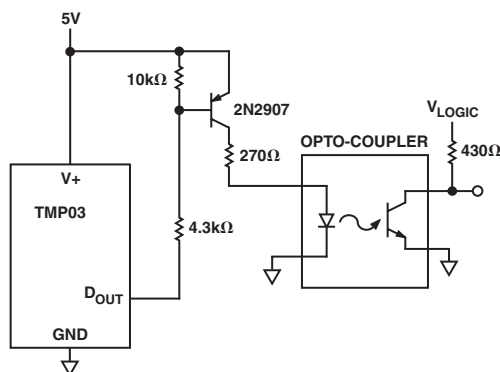 5V
10kΩ
2N2907
V_LOGIC
OPTO-COUPLER
270Ω
430Ω
V+
TMP03
4.3kΩ
D_OUT
GND